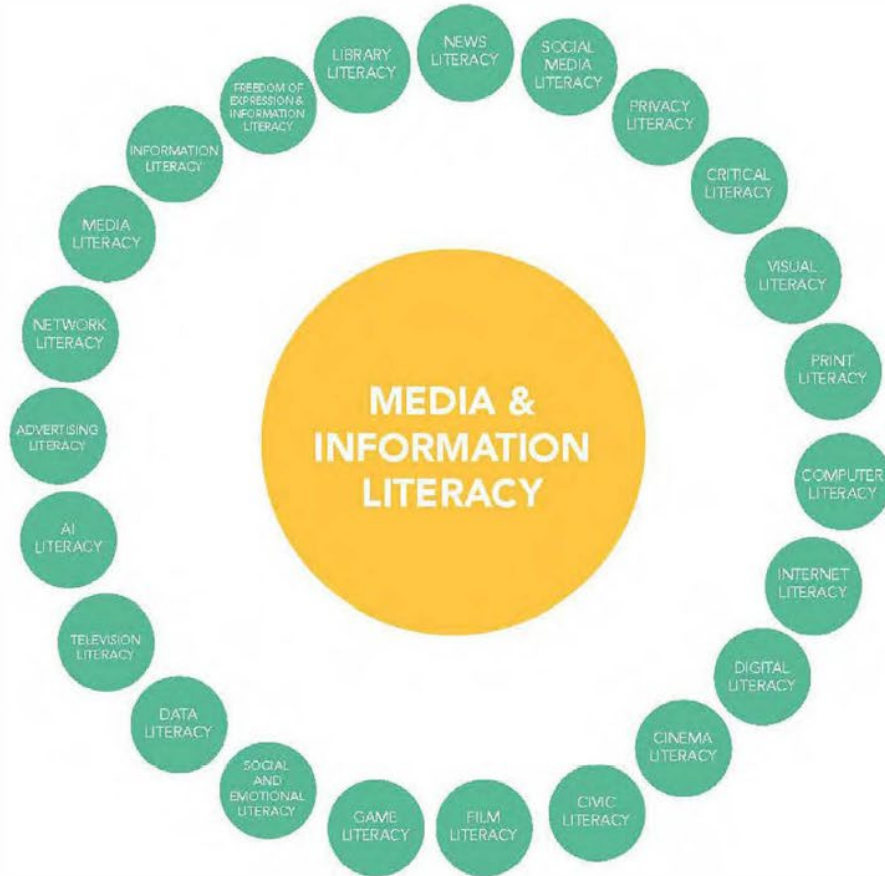 NEWS
LITERACY
SOCIAL
MEDIA
LITERACY
PRIVACY
LITERACY
CRITICAL
LITERACY
VISUAL
LITERACY
PRINT
LITERACY
COMPUTER
LITERACY
INTERNET
LITERACY
DIGITAL
LITERACY
CINEMA
LITERACY
CIVIC
LITERACY
FILM
LITERACY
GAME
LITERACY
SOCIAL
AND
EMOTIONAL
LITERACY
DATA
LITERACY
TELEVISION
LITERACY
AI
LITERACY
ADVERTISING
LITERACY
NETWORK
LITERACY
MEDIA
LITERACY
INFORMATION
LITERACY
FREEDOM OF
EXPRESSION &
INFORMATION
LITERACY
LIBRARY
LITERACY
MEDIA &
INFORMATION
LITERACY